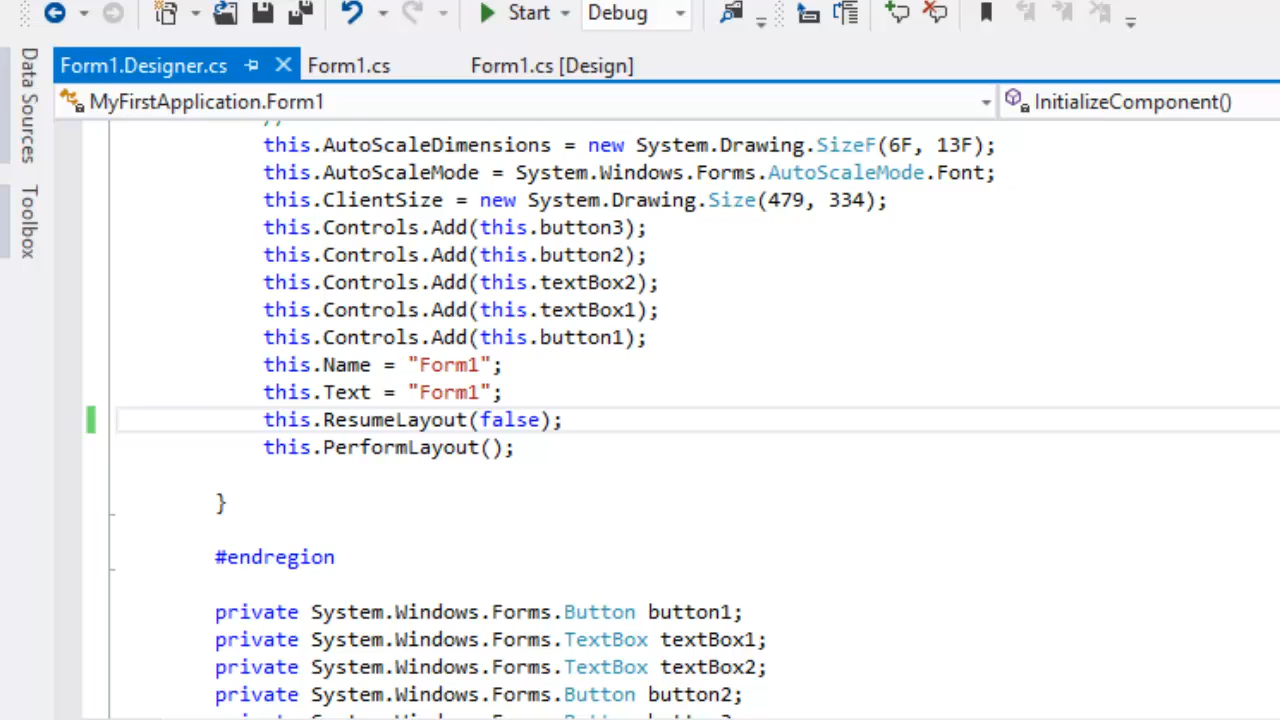 Start Debug
Form1.Designer.cs Form1.cs Form1.cs [Design]
Data Sources
Toolbox
MyFirstApplication.Form1 InitializeComponent()
//
this.AutoScaleDimensions = new System.Drawing.SizeF(6F, 13F);
this.AutoScaleMode = System.Windows.Forms.AutoScaleMode.Font;
this.ClientSize = new System.Drawing.Size(479, 334);
this.Controls.Add(this.button3);
this.Controls.Add(this.button2);
this.Controls.Add(this.textBox2);
this.Controls.Add(this.textBox1);
this.Controls.Add(this.button1);
this.Name = "Form1";
this.Text = "Form1";
this.ResumeLayout(false);
this.PerformLayout();
}
#endregion
private System.Windows.Forms.Button button1;
private System.Windows.Forms.TextBox textBox1;
private System.Windows.Forms.TextBox textBox2;
private System.Windows.Forms.Button button2;